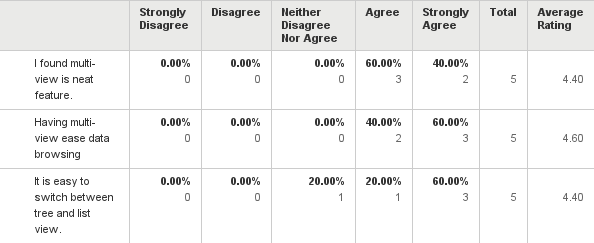 Strongly Disagree Disagree Neither Disagree Nor Agree Agree Strongly Agree Total Average Rating
I found multi- 0.00% 0.00% 0.00% 60.00% 40.00%
view is neat 0 0 0 3 2 5 4.40
feature.
Having multi- 0.00% 0.00% 0.00% 40.00% 60.00%
view ease data 0 0 0 2 3 5 4.60
browsing
It is easy to 0.00% 0.00% 20.00% 20.00% 60.00%
switch between 0 0 1 1 3 5 4.40
tree and list
view.